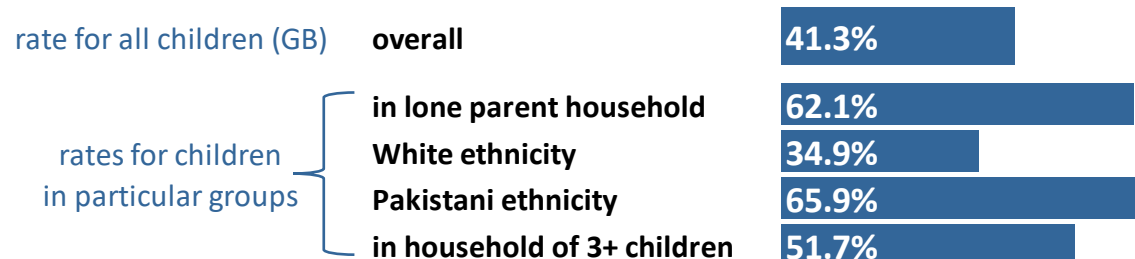 rate for all children (GB) overall 41.3%
in lone parent household 62.1%
rates for children White ethnicity 34.9%
in particular groups Pakistani ethnicity 65.9%
in household of 3+ children 51.7%